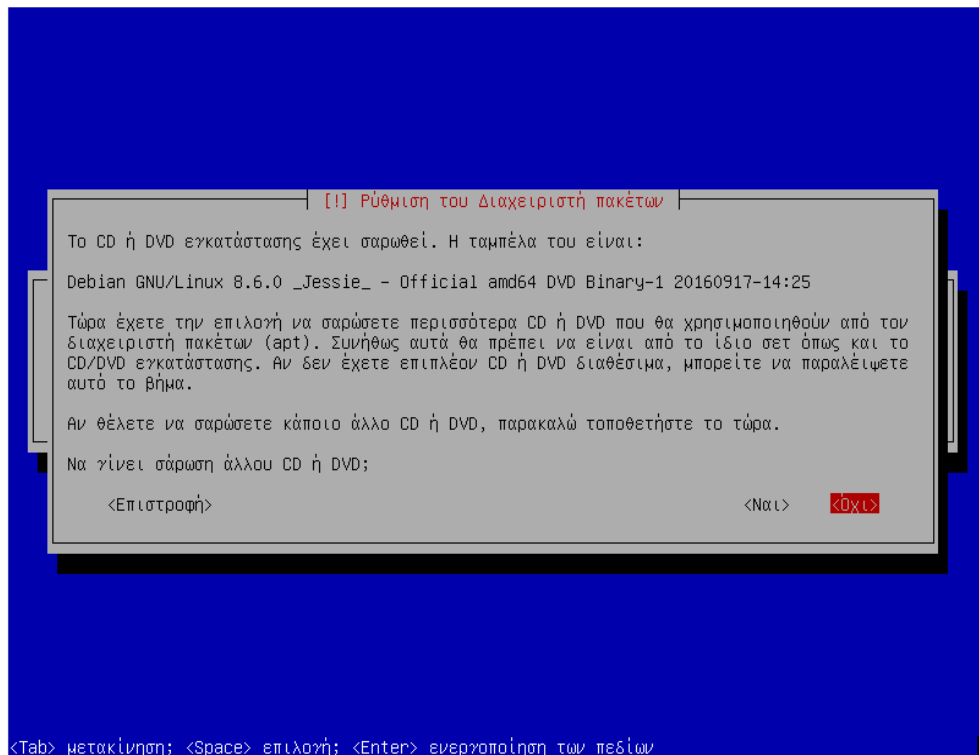 [!] Ρύθμιση του Διαχειριστή πακέτων
Το CD ή DVD εγκατάστασης έχει σαρωθεί. Η ταμπέλα του είναι:
Debian GNU/Linux 8.6.0 _Jessie_ - Official amd64 DVD Binary-1 20160917-14:25
Τώρα έχετε την επιλογή να σαρώσετε περισσότερα CD ή DVD που θα χρησιμοποιηθούν από τον
διαχειριστή πακέτων (apt). Συνήθως αυτά θα πρέπει να είναι από το ίδιο σετ όπως και το
CD/DVD εγκατάστασης. Αν δεν έχετε επιπλέον CD ή DVD διαθέσιμα, μπορείτε να παραλείψετε
αυτό το βήμα.
Αν θέλετε να σαρώσετε κάποιο άλλο CD ή DVD, παρακαλώ τοποθετήστε το τώρα.
Να γίνει σάρωση άλλου CD ή DVD;
<Επιστροφή> <Ναι> <Όχι>
<Tab> μετακίνηση; <Space> επιλογή; <Enter> ενεργοποίηση των πεδίων